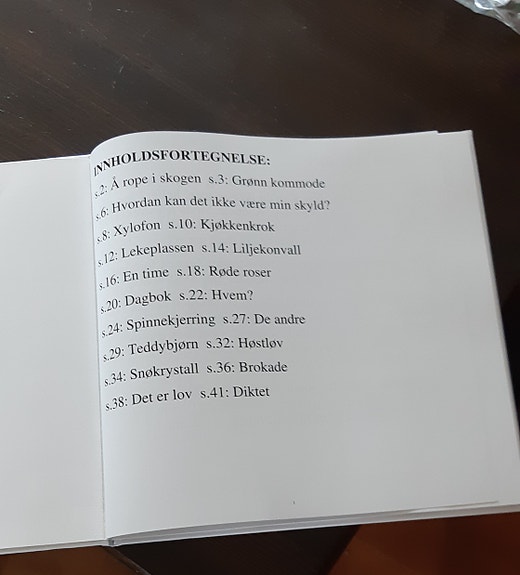 INNHOLDSFORTEGNELSE:
s.2: Å rope i skogen s.3: Grønn kommode
s.6: Hvordan kan det ikke være min skyld?
s.8: Xylofon s.10: Kjøkkenkrok
s.12: Lekeplassen s.14: Liljekonvall
s.16: En time s.18: Røde roser
s.20: Dagbok s.22: Hvem?
s.24: Spinnekjerring s.27: De andre
s.29: Teddybjørn s.32: Høstløv
s.34: Snøkrystall s.36: Brokade
s.38: Det er lov s.41: Diktet